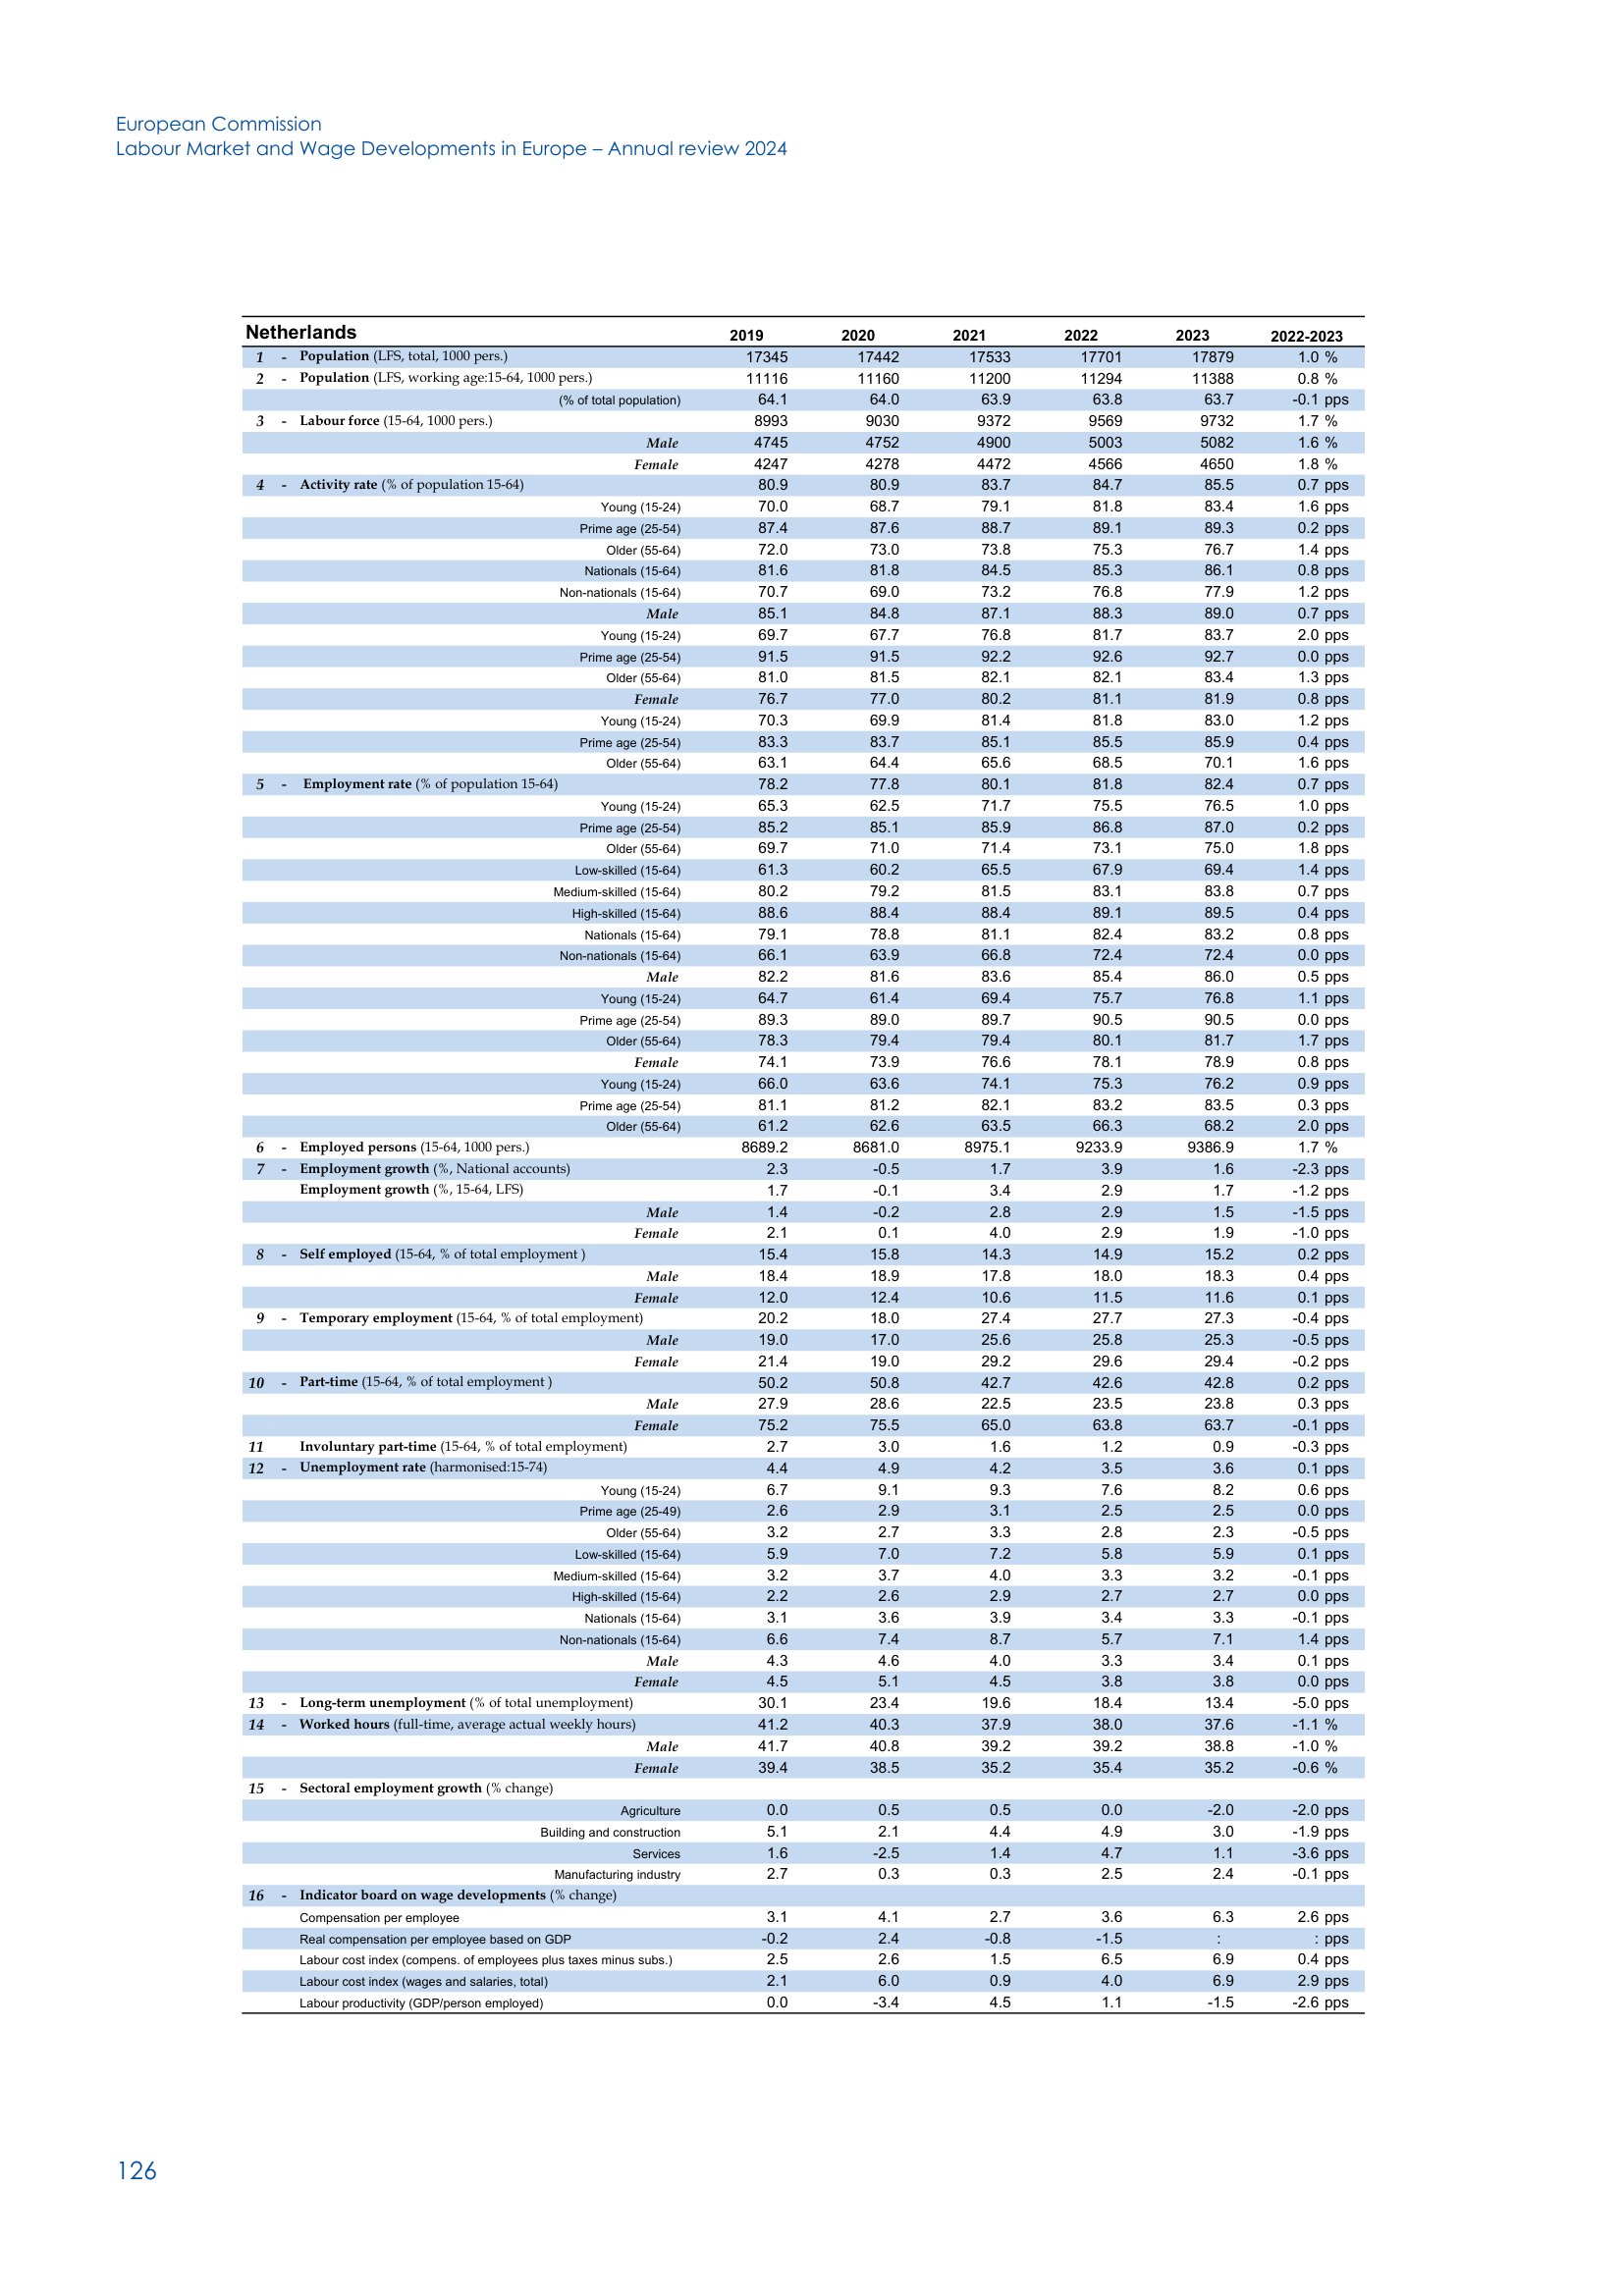 European Commission
Labour Market and Wage Developments in Europe – Annual review 2024
Netherlands 2019 2020 2021 2022 2023 2022-2023
1 - Population (LFS, total, 1000 pers.) 17345 17442 17533 17701 17879 1.0 %
2 - Population (LFS, working age:15-64, 1000 pers.) 11116 11160 11200 11294 11388 0.8 %
(% of total population) 64.1 64.0 63.9 63.8 63.7 -0.1 pps
3 - Labour force (15-64, 1000 pers.) 8993 9030 9372 9569 9732 1.7 %
Male 4745 4752 4900 5003 5082 1.6 %
Female 4247 4278 4472 4566 4650 1.8 %
4 - Activity rate (% of population 15-64) 80.9 80.9 83.7 84.7 85.5 0.7 pps
Young (15-24) 70.0 68.7 79.1 81.8 83.4 1.6 pps
Prime age (25-54) 87.4 87.6 88.7 89.1 89.3 0.2 pps
Older (55-64) 72.0 73.0 73.8 75.3 76.7 1.4 pps
Nationals (15-64) 81.6 81.8 84.5 85.3 86.1 0.8 pps
Non-nationals (15-64) 70.7 69.0 73.2 76.8 77.9 1.2 pps
Male 85.1 84.8 87.1 88.3 89.0 0.7 pps
Young (15-24) 69.7 67.7 76.8 81.7 83.7 2.0 pps
Prime age (25-54) 91.5 91.5 92.2 92.6 92.7 0.0 pps
Older (55-64) 81.0 81.5 82.1 82.1 83.4 1.3 pps
Female 76.7 77.0 80.2 81.1 81.9 0.8 pps
Young (15-24) 70.3 69.9 81.4 81.8 83.0 1.2 pps
Prime age (25-54) 83.3 83.7 85.1 85.5 85.9 0.4 pps
Older (55-64) 63.1 64.4 65.6 68.5 70.1 1.6 pps
5 - Employment rate (% of population 15-64) 78.2 77.8 80.1 81.8 82.4 0.7 pps
Young (15-24) 65.3 62.5 71.7 75.5 76.5 1.0 pps
Prime age (25-54) 85.2 85.1 85.9 86.8 87.0 0.2 pps
Older (55-64) 69.7 71.0 71.4 73.1 75.0 1.8 pps
Low-skilled (15-64) 61.3 60.2 65.5 67.9 69.4 1.4 pps
Medium-skilled (15-64) 80.2 79.2 81.5 83.1 83.8 0.7 pps
High-skilled (15-64) 88.6 88.4 88.4 89.1 89.5 0.4 pps
Nationals (15-64) 79.1 78.8 81.1 82.4 83.2 0.8 pps
Non-nationals (15-64) 66.1 63.9 66.8 72.4 72.4 0.0 pps
Male 82.2 81.6 83.6 85.4 86.0 0.5 pps
Young (15-24) 64.7 61.4 69.4 75.7 76.8 1.1 pps
Prime age (25-54) 89.3 89.0 89.7 90.5 90.5 0.0 pps
Older (55-64) 78.3 79.4 79.4 80.1 81.7 1.7 pps
Female 74.1 73.9 76.6 78.1 78.9 0.8 pps
Young (15-24) 66.0 63.6 74.1 75.3 76.2 0.9 pps
Prime age (25-54) 81.1 81.2 82.1 83.2 83.5 0.3 pps
Older (55-64) 61.2 62.6 63.5 66.3 68.2 2.0 pps
6 - Employed persons (15-64, 1000 pers.) 8689.2 8681.0 8975.1 9233.9 9386.9 1.7 %
7 - Employment growth (%, National accounts) 2.3 -0.5 1.7 3.9 1.6 -2.3 pps
Employment growth (%, 15-64, LFS) 1.7 -0.1 3.4 2.9 1.7 -1.2 pps
Male 1.4 -0.2 2.8 2.9 1.5 -1.5 pps
Female 2.1 0.1 4.0 2.9 1.9 -1.0 pps
8 - Self employed (15-64, % of total employment ) 15.4 15.8 14.3 14.9 15.2 0.2 pps
Male 18.4 18.9 17.8 18.0 18.3 0.4 pps
Female 12.0 12.4 10.6 11.5 11.6 0.1 pps
9 - Temporary employment (15-64, % of total employment) 20.2 18.0 27.4 27.7 27.3 -0.4 pps
Male 19.0 17.0 25.6 25.8 25.3 -0.5 pps
Female 21.4 19.0 29.2 29.6 29.4 -0.2 pps
10 - Part-time (15-64, % of total employment ) 50.2 50.8 42.7 42.6 42.8 0.2 pps
Male 27.9 28.6 22.5 23.5 23.8 0.3 pps
Female 75.2 75.5 65.0 63.8 63.7 -0.1 pps
11 Involuntary part-time (15-64, % of total employment) 2.7 3.0 1.6 1.2 0.9 -0.3 pps
12 - Unemployment rate (harmonised:15-74) 4.4 4.9 4.2 3.5 3.6 0.1 pps
Young (15-24) 6.7 9.1 9.3 7.6 8.2 0.6 pps
Prime age (25-49) 2.6 2.9 3.1 2.5 2.5 0.0 pps
Older (55-64) 3.2 2.7 3.3 2.8 2.3 -0.5 pps
Low-skilled (15-64) 5.9 7.0 7.2 5.8 5.9 0.1 pps
Medium-skilled (15-64) 3.2 3.7 4.0 3.3 3.2 -0.1 pps
High-skilled (15-64) 2.2 2.6 2.9 2.7 2.7 0.0 pps
Nationals (15-64) 3.1 3.6 3.9 3.4 3.3 -0.1 pps
Non-nationals (15-64) 6.6 7.4 8.7 5.7 7.1 1.4 pps
Male 4.3 4.6 4.0 3.3 3.4 0.1 pps
Female 4.5 5.1 4.5 3.8 3.8 0.0 pps
13 - Long-term unemployment (% of total unemployment) 30.1 23.4 19.6 18.4 13.4 -5.0 pps
14 - Worked hours (full-time, average actual weekly hours) 41.2 40.3 37.9 38.0 37.6 -1.1 %
Male 41.7 40.8 39.2 39.2 38.8 -1.0 %
Female 39.4 38.5 35.2 35.4 35.2 -0.6 %
15 - Sectoral employment growth (% change)
Agriculture 0.0 0.5 0.5 0.0 -2.0 -2.0 pps
Building and construction 5.1 2.1 4.4 4.9 3.0 -1.9 pps
Services 1.6 -2.5 1.4 4.7 1.1 -3.6 pps
Manufacturing industry 2.7 0.3 0.3 2.5 2.4 -0.1 pps
16 - Indicator board on wage developments (% change)
Compensation per employee 3.1 4.1 2.7 3.6 6.3 2.6 pps
Real compensation per employee based on GDP -0.2 2.4 -0.8 -1.5 : : pps
Labour cost index (compens. of employees plus taxes minus subs.) 2.5 2.6 1.5 6.5 6.9 0.4 pps
Labour cost index (wages and salaries, total) 2.1 6.0 0.9 4.0 6.9 2.9 pps
Labour productivity (GDP/person employed) 0.0 -3.4 4.5 1.1 -1.5 -2.6 pps
126